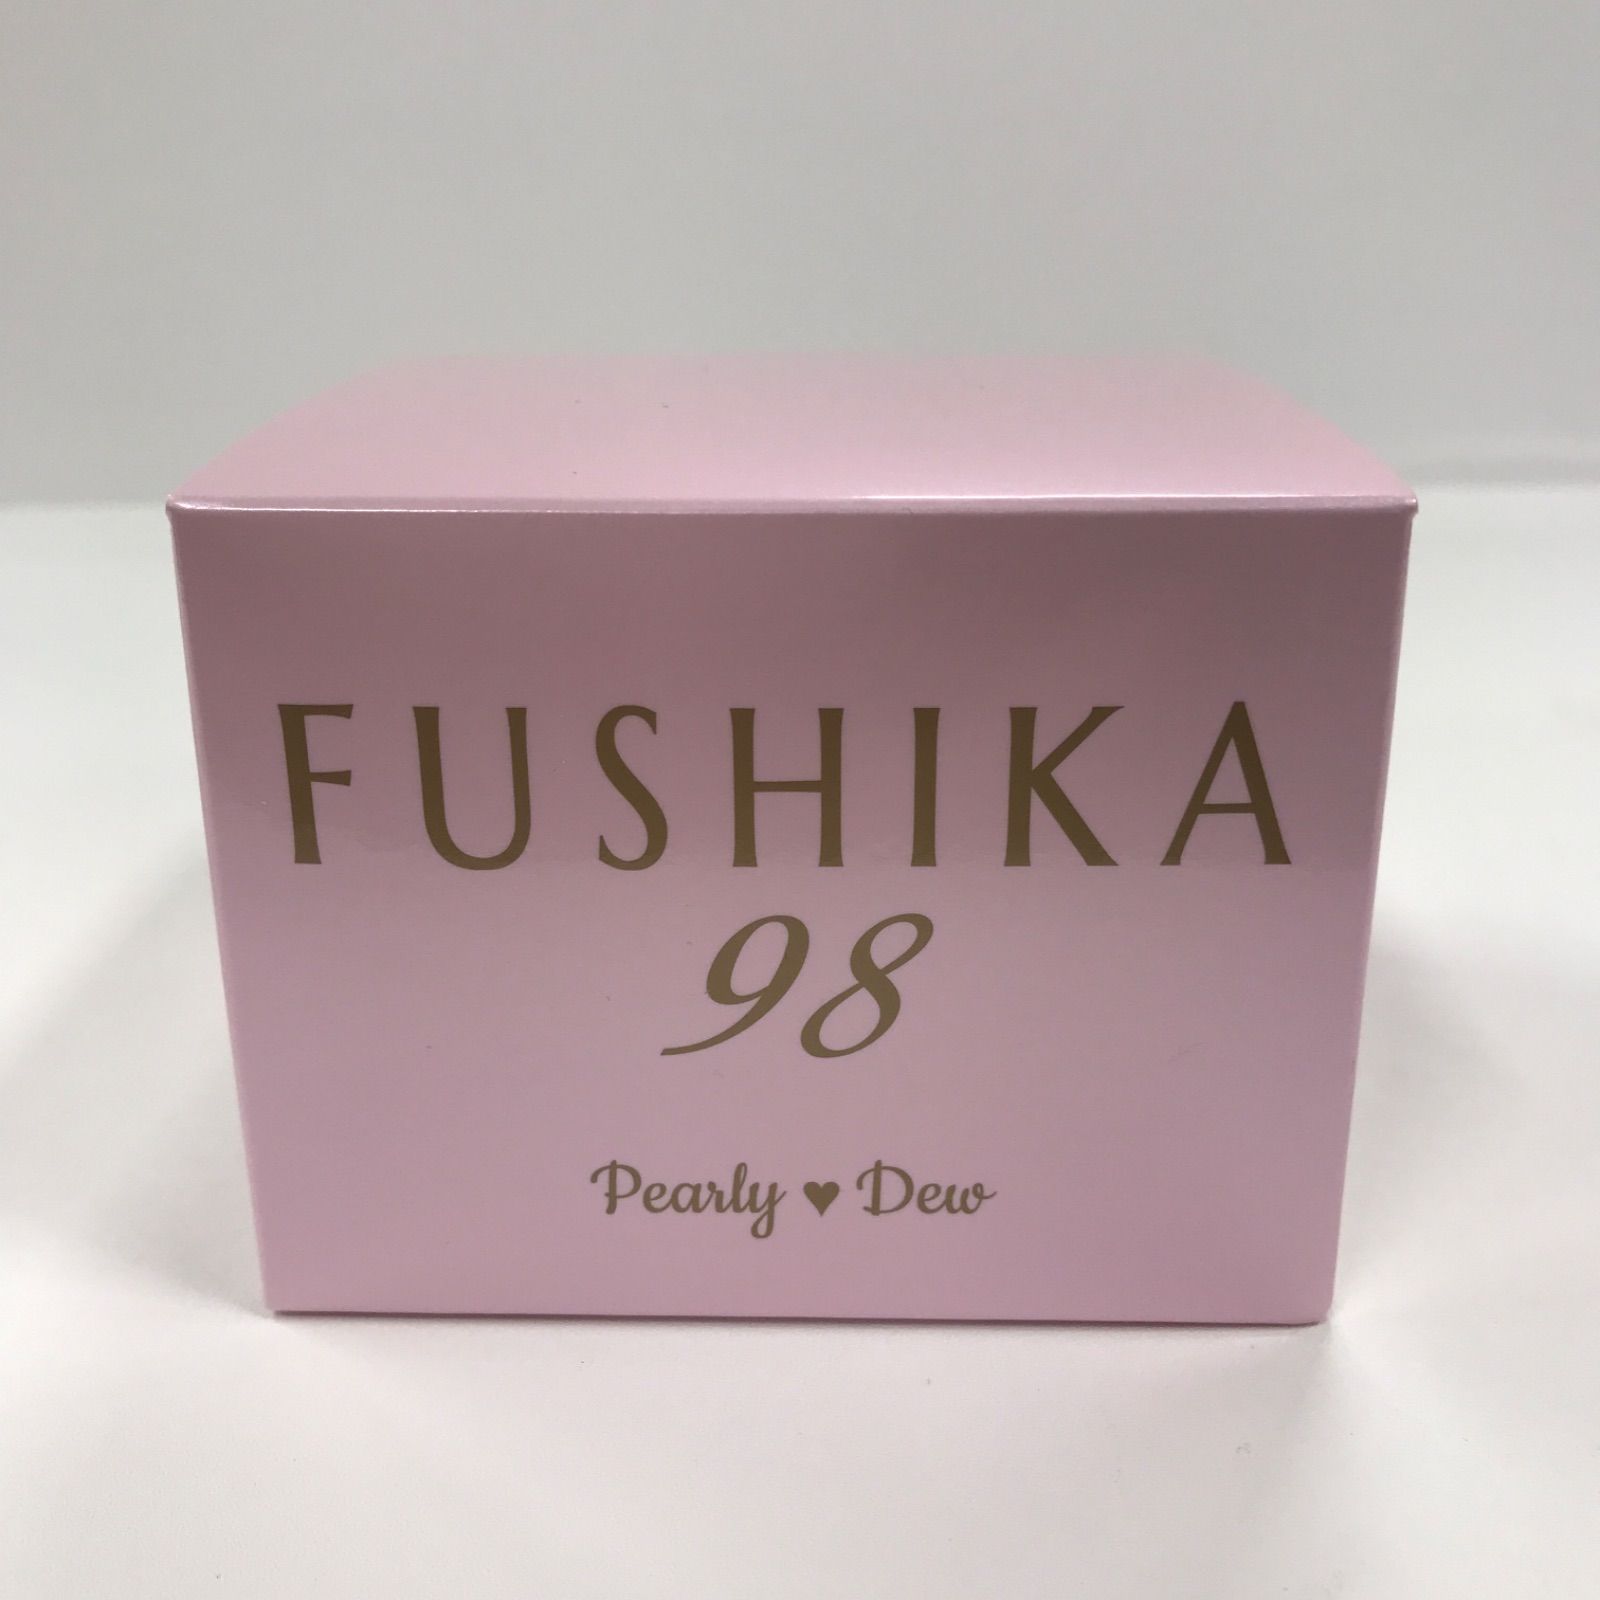 FUSHIKA
98
Pearly ♥ Dew